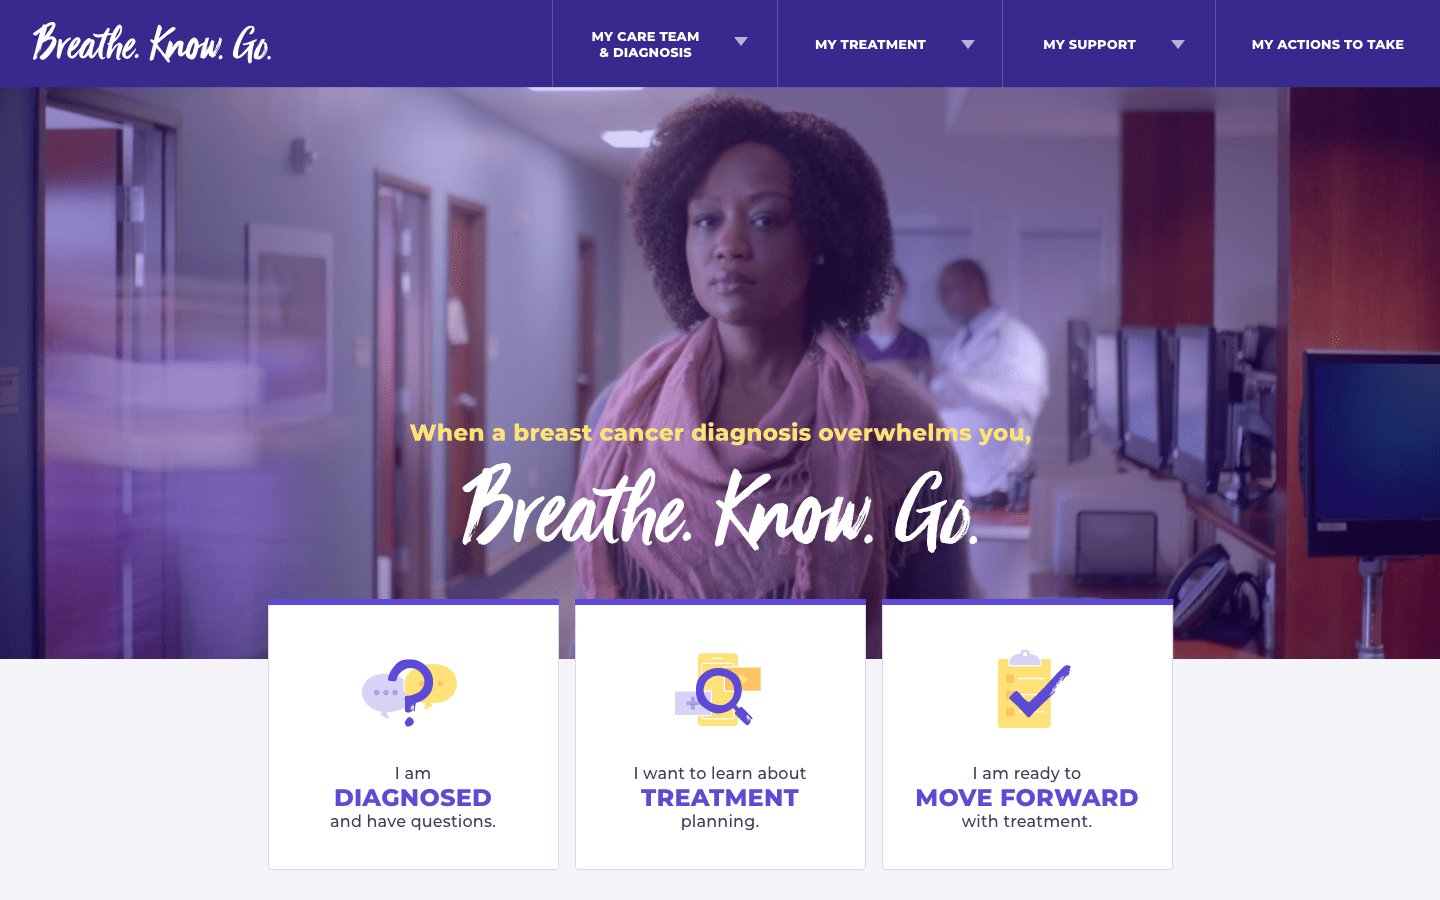 Breathe. Know. Go.
MY CARE TEAM
& DIAGNOSIS
MY TREATMENT
MY SUPPORT
MY ACTIONS TO TAKE
When a breast cancer diagnosis overwhelms you,
Breathe. Know. Go.
I am
DIAGNOSED
and have questions.
I want to learn about
TREATMENT
planning.
I am ready to
MOVE FORWARD
with treatment.